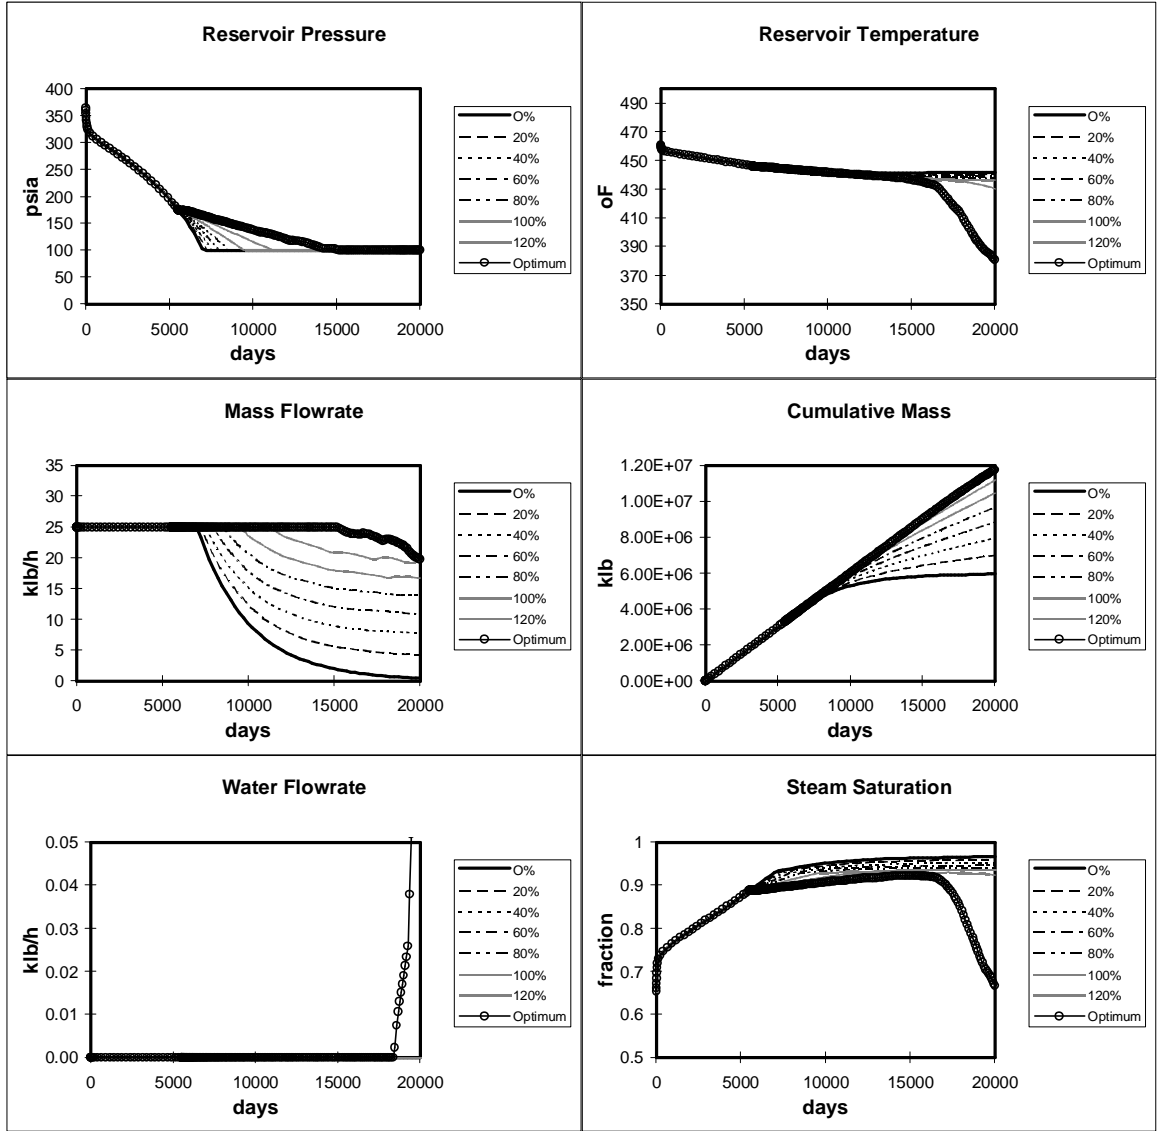 Reservoir Pressure
400
350
300
250
200
150
100
50
0
psia
0 5000 10000 15000 20000
days
O%
20%
40%
60%
80%
100%
120%
Optimum
Reservoir Temperature
490
470
450
430
410
390
370
350
oF
0 5000 10000 15000 20000
days
O%
20%
40%
60%
80%
100%
120%
Optimum
Mass Flowrate
35
30
25
20
15
10
5
0
klb/h
0 5000 10000 15000 20000
days
O%
20%
40%
60%
80%
100%
120%
Optimum
Cumulative Mass
1.20E+07
1.00E+07
8.00E+06
6.00E+06
4.00E+06
2.00E+06
0.00E+00
klb
0 5000 10000 15000 20000
days
O%
20%
40%
60%
80%
100%
120%
Optimum
Water Flowrate
0.05
0.04
0.03
0.02
0.01
0.00
klb/h
0 5000 10000 15000 20000
days
O%
20%
40%
60%
80%
100%
120%
Optimum
Steam Saturation
1
0.9
0.8
0.7
0.6
0.5
fraction
0 5000 10000 15000 20000
days
O%
20%
40%
60%
80%
100%
120%
Optimum